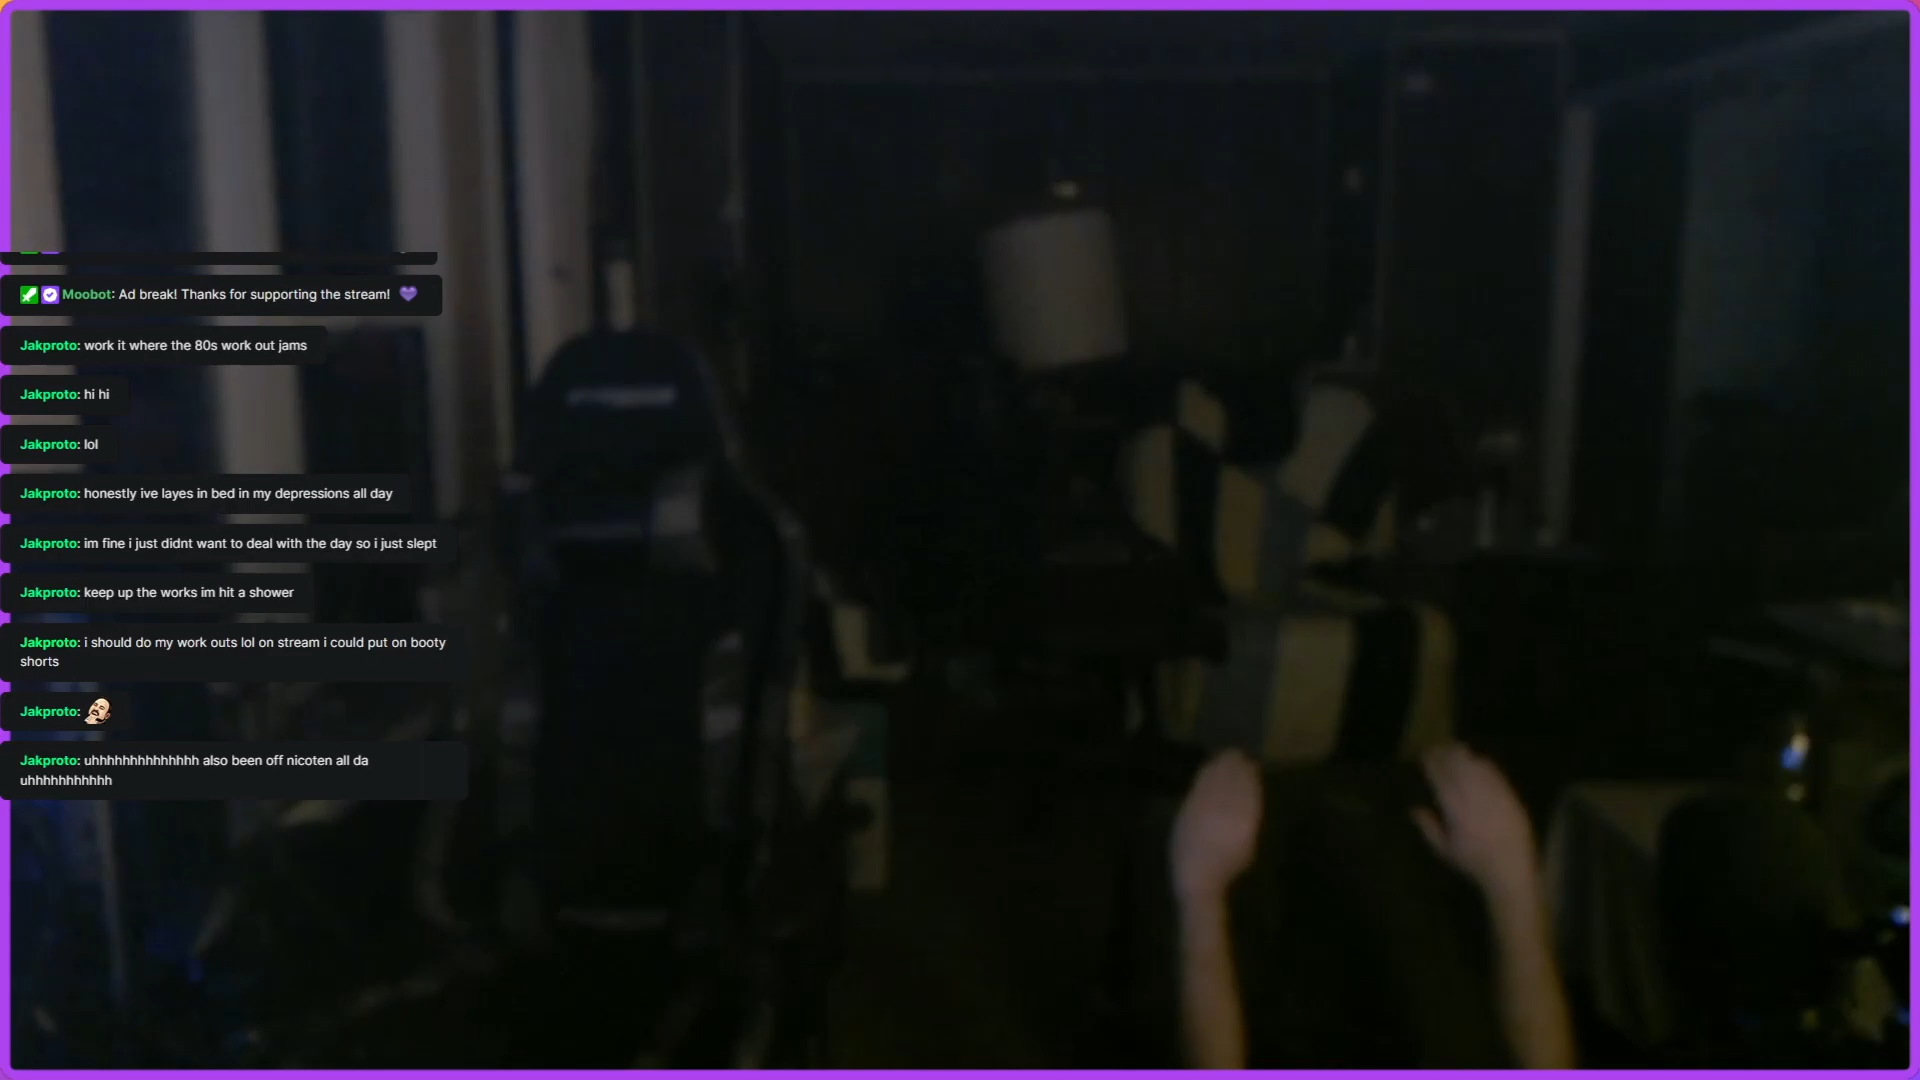 Moobot: Ad break! Thanks for supporting the stream! 💜
Jakproto: work it where the 80s work out jams
Jakproto: hi hi
Jakproto: lol
Jakproto: honestly ive layes in bed in my depressions all day
Jakproto: im fine i just didnt want to deal with the day so i just slept
Jakproto: keep up the works im hit a shower
Jakproto: i should do my work outs lol on stream i could put on booty
shorts
Jakproto:
Jakproto: uhhhhhhhhhhhhhh also been off nicoten all da
uhhhhhhhhhhh